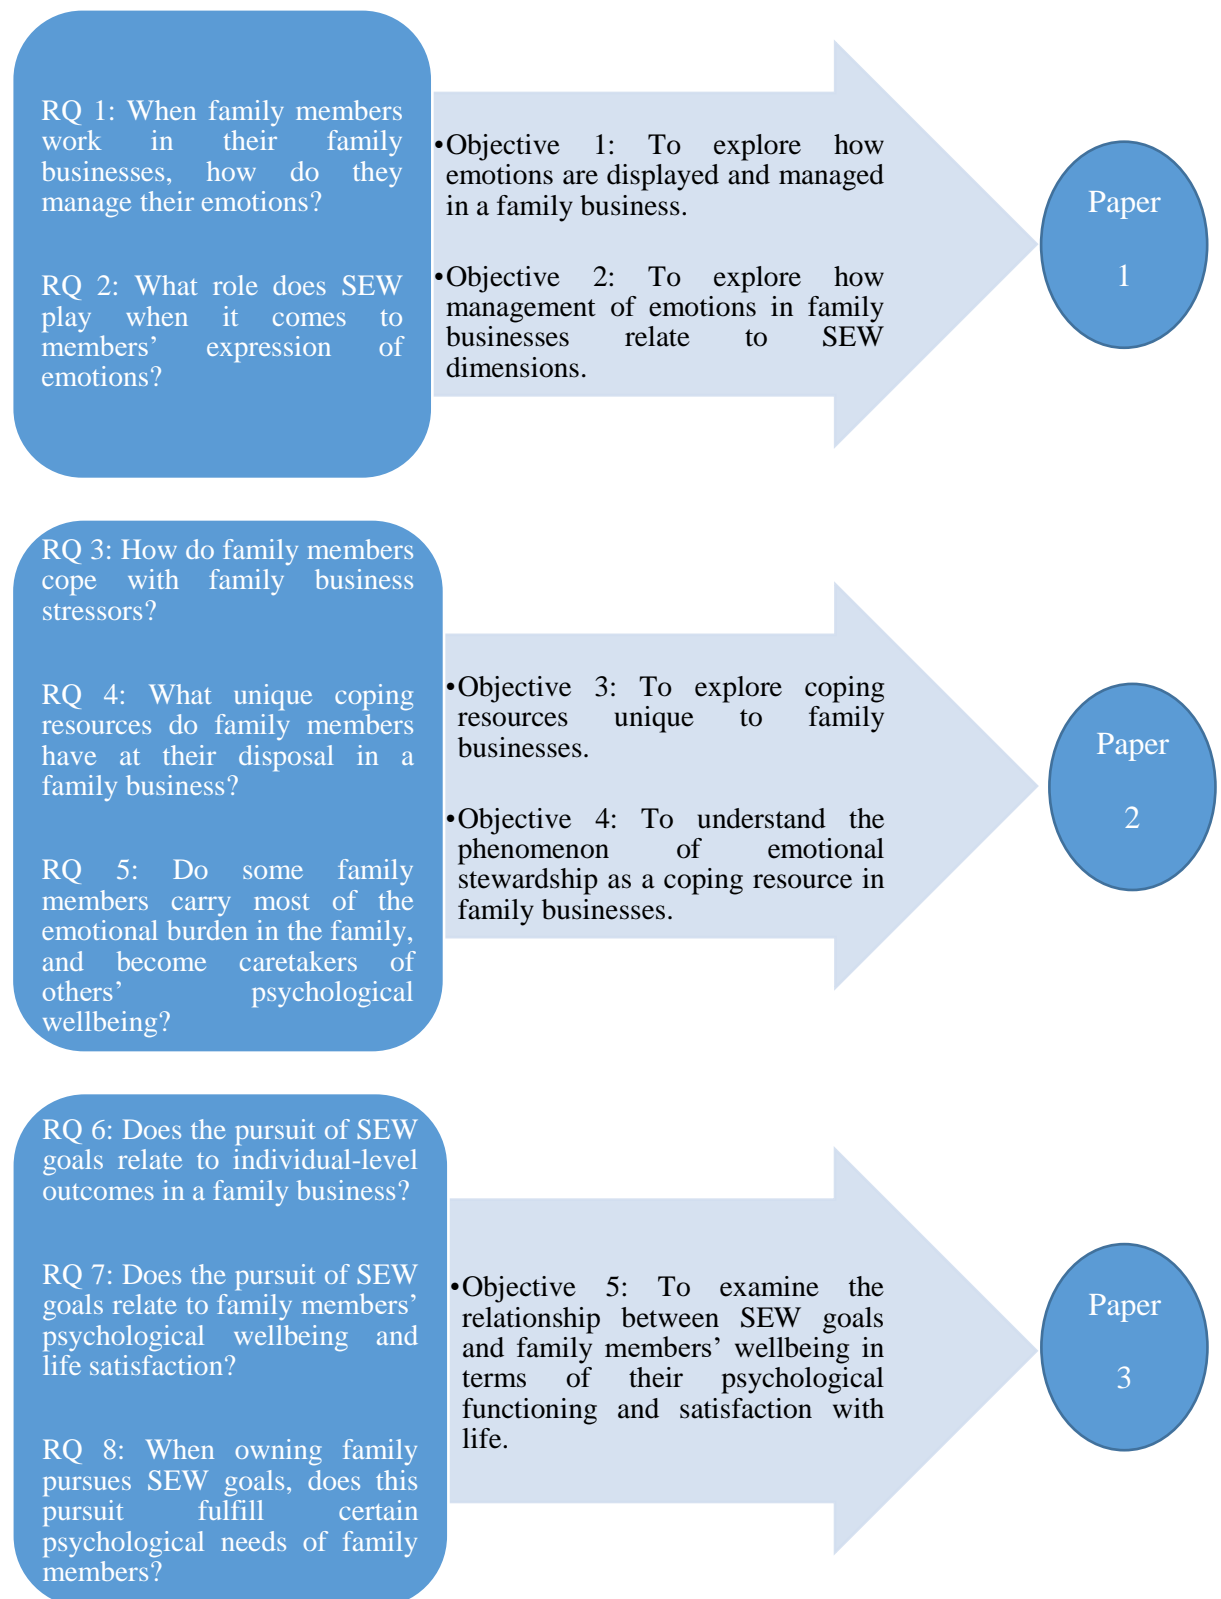 RQ 1: When family members
work in their family
businesses, how do they
manage their emotions?
RQ 2: What role does SEW
play when it comes to
members’ expression of
emotions?
•Objective 1: To explore how
emotions are displayed and managed
in a family business.
•Objective 2: To explore how
management of emotions in family
businesses relate to SEW
dimensions.
Paper
1
RQ 3: How do family members
cope with family business
stressors?
RQ 4: What unique coping
resources do family members
have at their disposal in a
family business?
RQ 5: Do some family
members carry most of the
emotional burden in the family,
and become caretakers of
others’ psychological
wellbeing?
•Objective 3: To explore coping
resources unique to family
businesses.
•Objective 4: To understand the
phenomenon of emotional
stewardship as a coping resource in
family businesses.
Paper
2
RQ 6: Does the pursuit of SEW
goals relate to individual-level
outcomes in a family business?
RQ 7: Does the pursuit of SEW
goals relate to family members’
psychological wellbeing and
life satisfaction?
RQ 8: When owning family
pursues SEW goals, does this
pursuit fulfill certain
psychological needs of family
members?
•Objective 5: To examine the
relationship between SEW goals
and family members’ wellbeing in
terms of their psychological
functioning and satisfaction with
life.
Paper
3